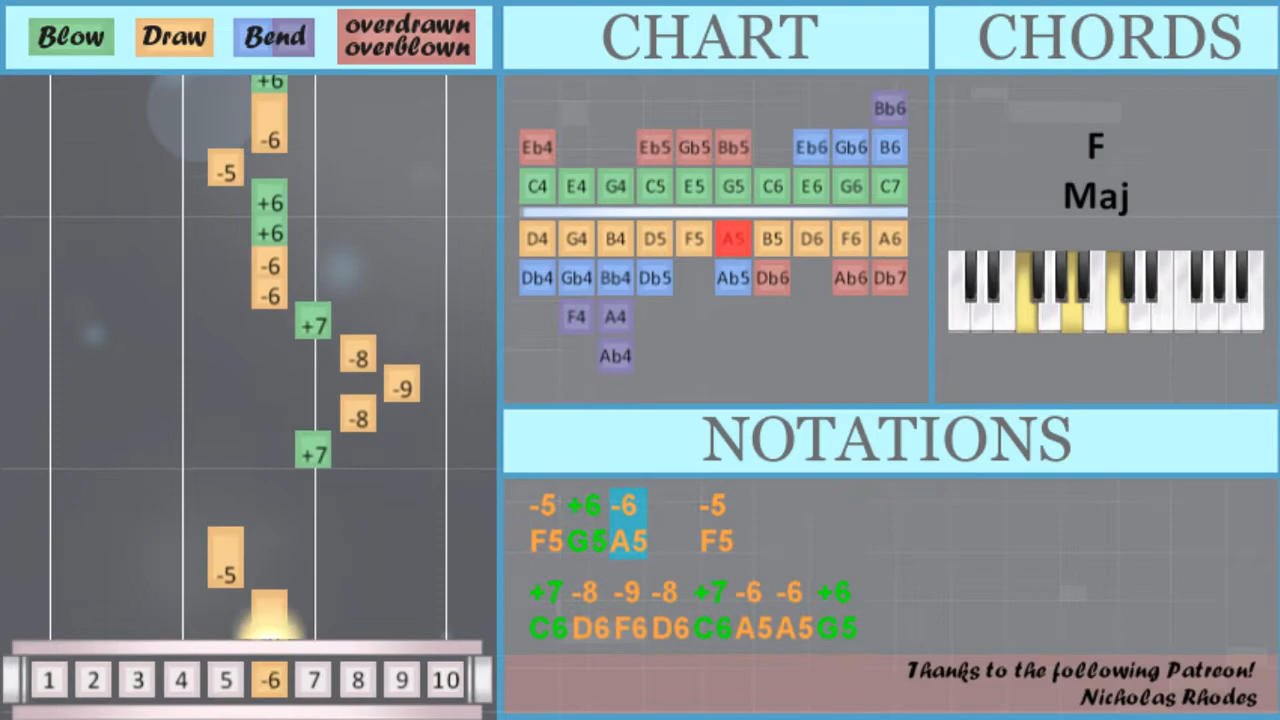 Blow Draw Bend overdrawn
overblown
CHART
CHORDS
+6
-6
-5
+6
+6
-6
-6
+7
-8
-9
-8
+7
-5
1 2 3 4 5 -6 7 8 9 10
Bb6
Eb4 Eb5 Gb5 Bb5 Eb6 Gb6 B6
C4 E4 G4 C5 E5 G5 C6 E6 G6 C7
D4 G4 B4 D5 F5 A5 B5 D6 F6 A6
Db4 Gb4 Bb4 Db5 Ab5 Db6 Ab6 Db7
F4 A4
Ab4
F
Maj
NOTATIONS
-5 +6 -6 -5
F5 G5 A5 F5
+7 -8 -9 -8 +7 -6 -6 +6
C6 D6 F6 D6 C6 A5 A5 G5
Thanks to the following Patreon!
Nicholas Rhodes